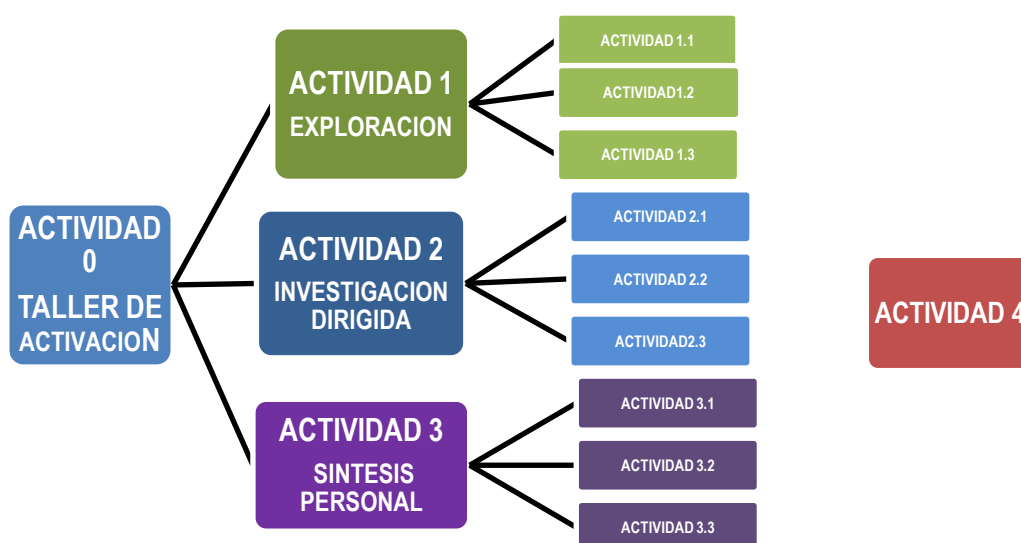 ACTIVIDAD
0
TALLER DE
ACTIVACIoN
ACTIVIDAD 1
EXPLORACION
ACTIVIDAD 1.1
ACTIVIDAD1.2
ACTIVIDAD 1.3
ACTIVIDAD 2
INVESTIGACION
DIRIGIDA
ACTIVIDAD 2.1
ACTIVIDAD 2.2
ACTIVIDAD2.3
ACTIVIDAD 3
SINTESIS
PERSONAL
ACTIVIDAD 3.1
ACTIVIDAD 3.2
ACTIVIDAD 3.3
ACTIVIDAD 4